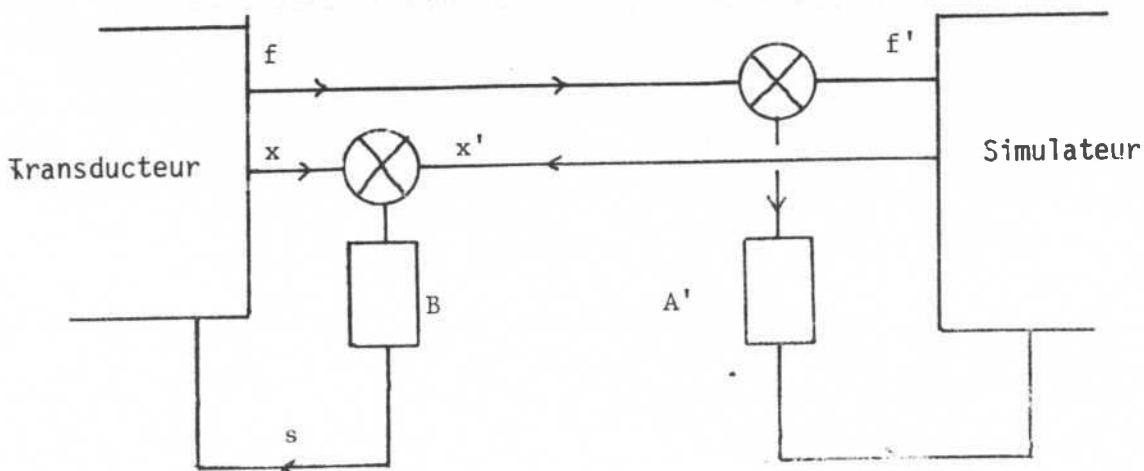 f
f'
x
x'
Transducteur
Simulateur
B
A'
s